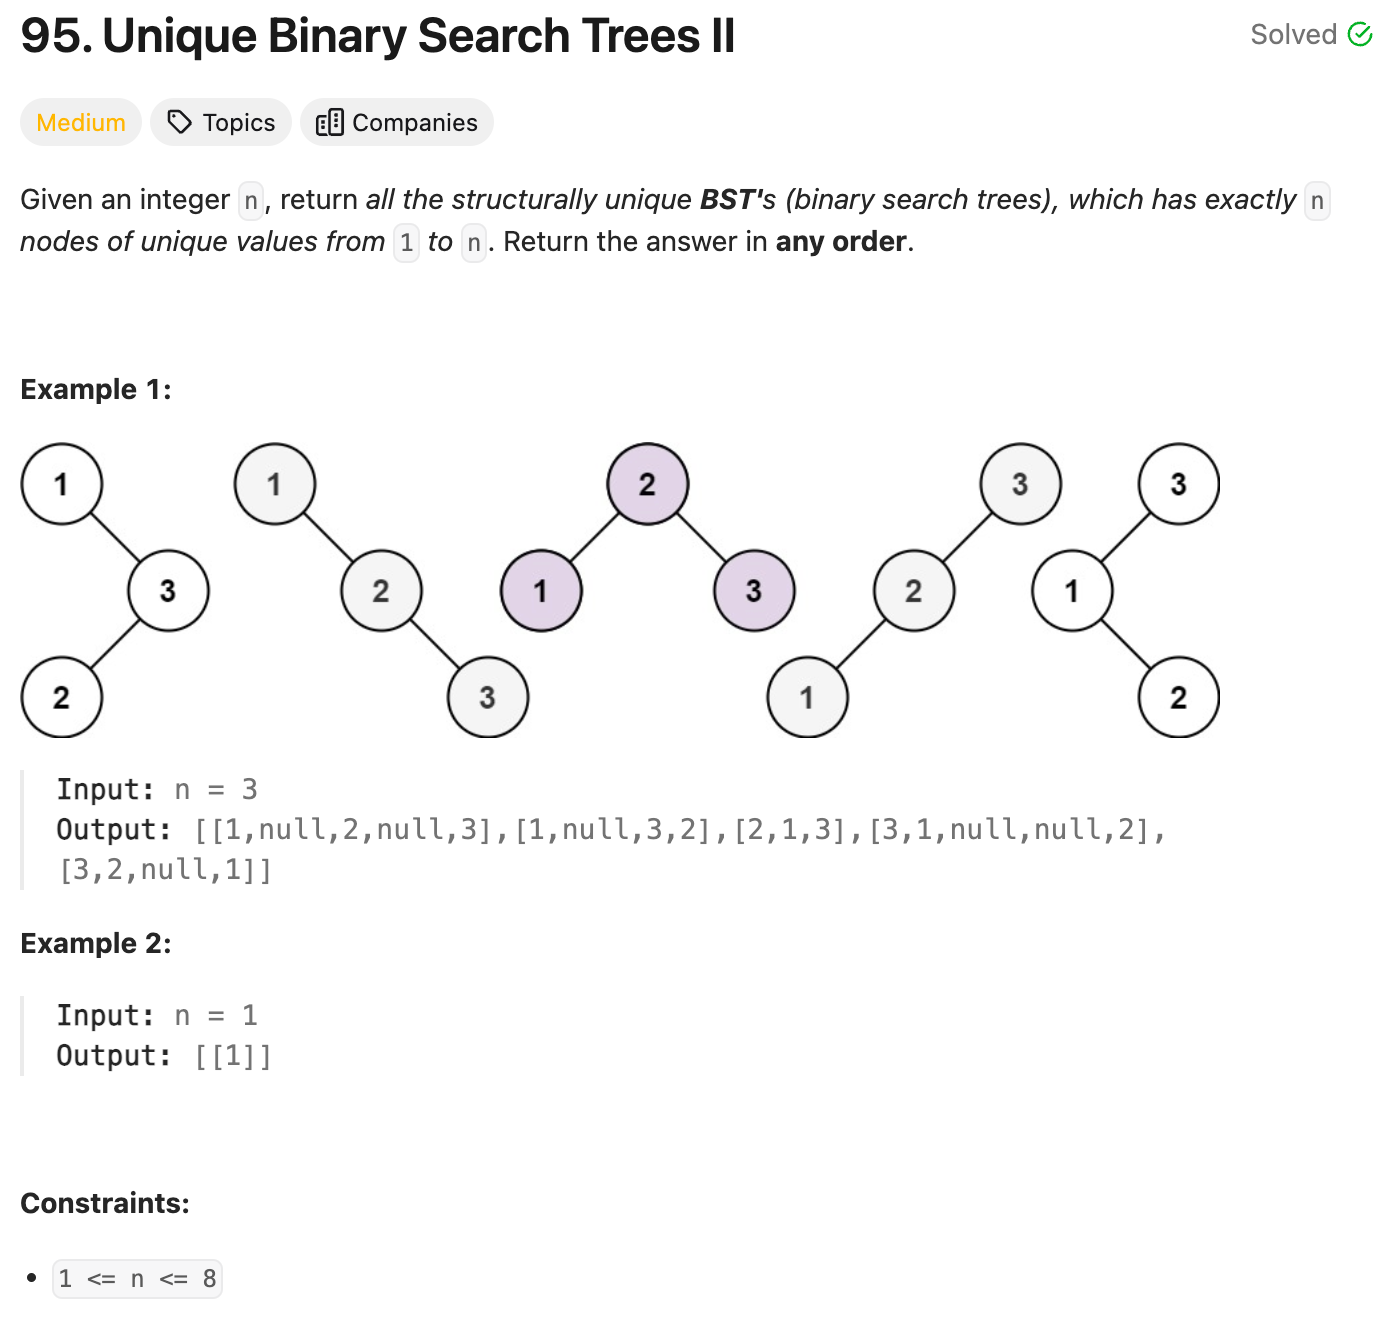 95. Unique Binary Search Trees II
Solved
Medium Topics Companies
Given an integer n, return all the structurally unique BST's (binary search trees), which has exactly n
nodes of unique values from 1 to n. Return the answer in any order.
Example 1:
1 1 2 3 3
3 2 1 3 2 1
2 3 1 2
Input: n = 3
Output: [[1,null,2,null,3],[1,null,3,2],[2,1,3],[3,1,null,null,2],
[3,2,null,1]]
Example 2:
Input: n = 1
Output: [[1]]
Constraints:
• 1 <= n <= 8